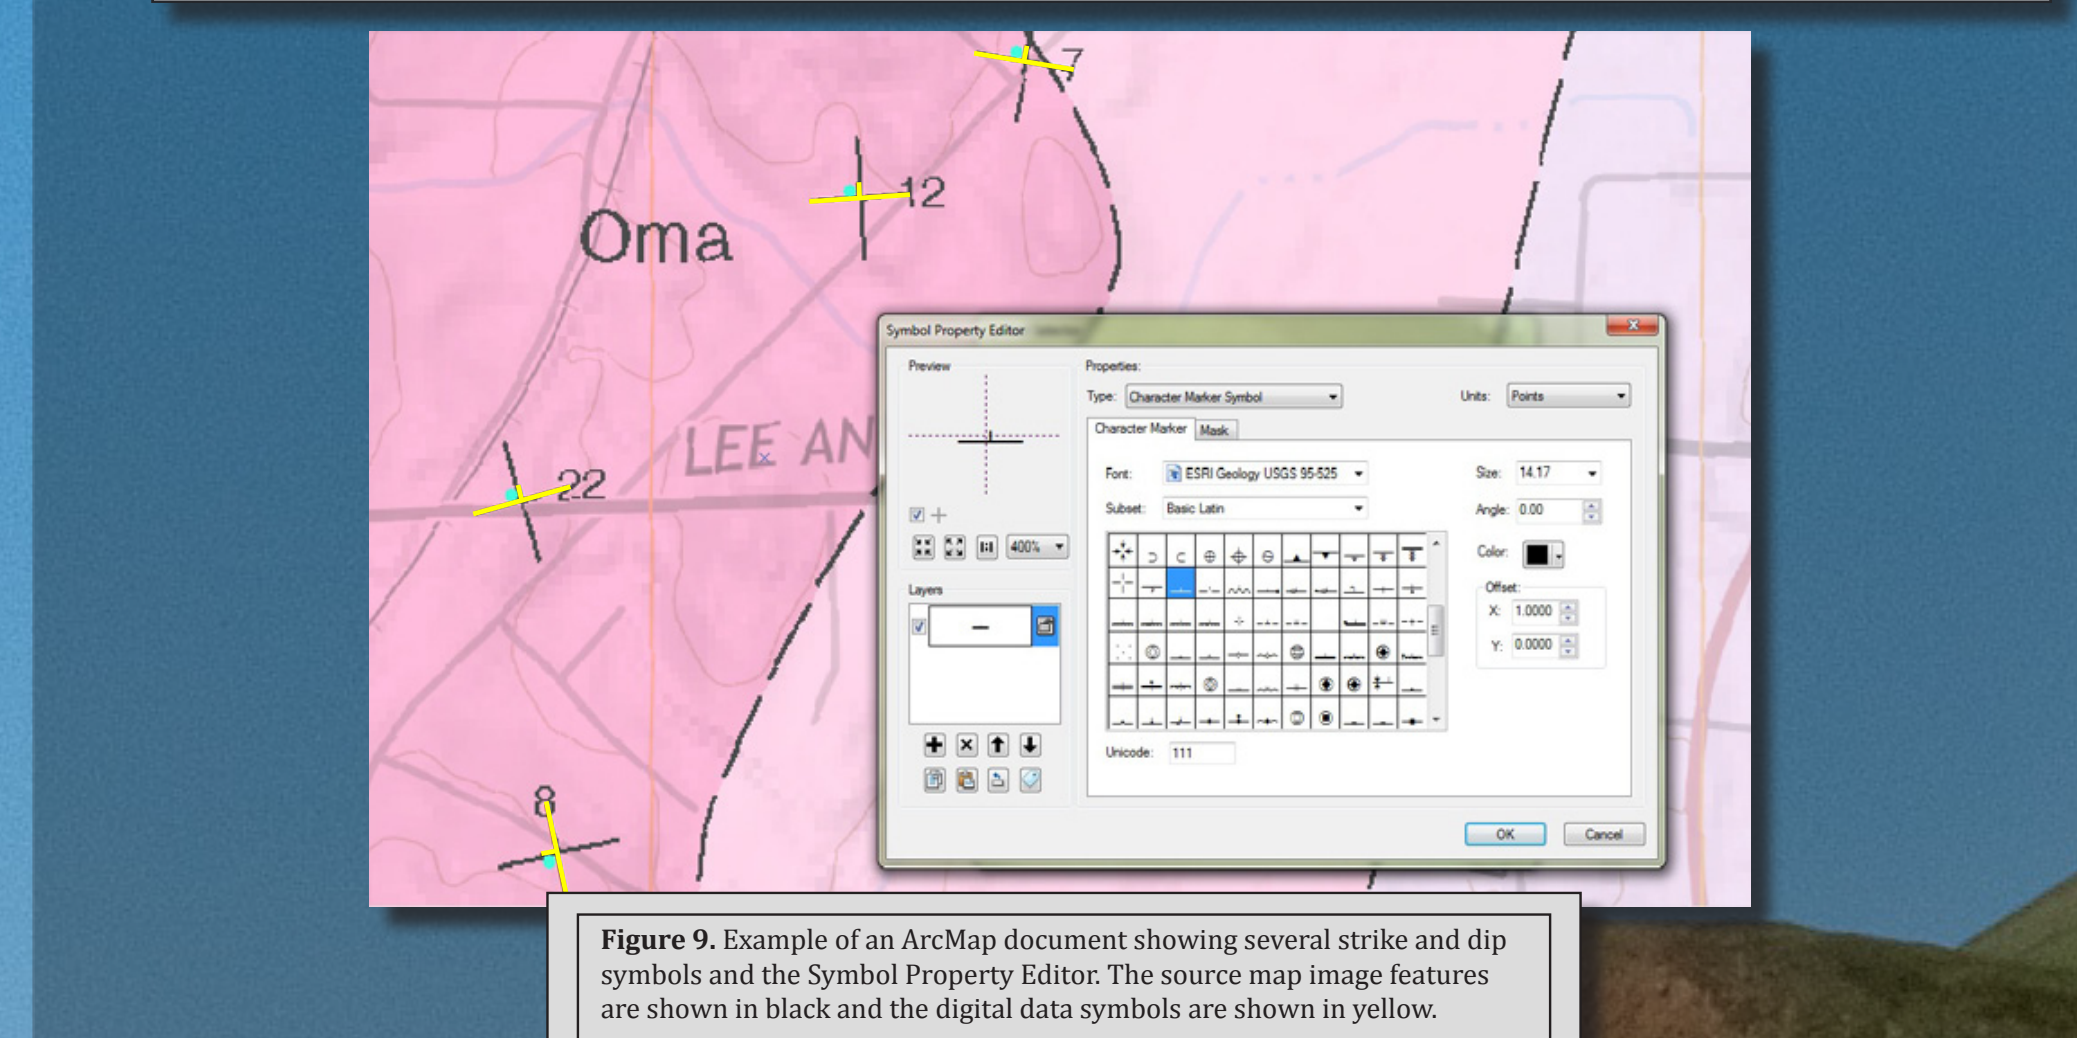 7
12
Oma
LEE AN
22
8
Symbol Property Editor
Preview
400%
Layers
Properties:
Type: Character Marker Symbol
Units: Points
Character Marker Mask
Font: ESRI Geology USGS 95-525
Size: 14.17
Subset: Basic Latin
Angle: 0.00
Color:
Offset:
X: 1.0000
Y: 0.0000
Unicode: 111
OK Cancel
Figure 9. Example of an ArcMap document showing several strike and dip
symbols and the Symbol Property Editor. The source map image features
are shown in black and the digital data symbols are shown in yellow.